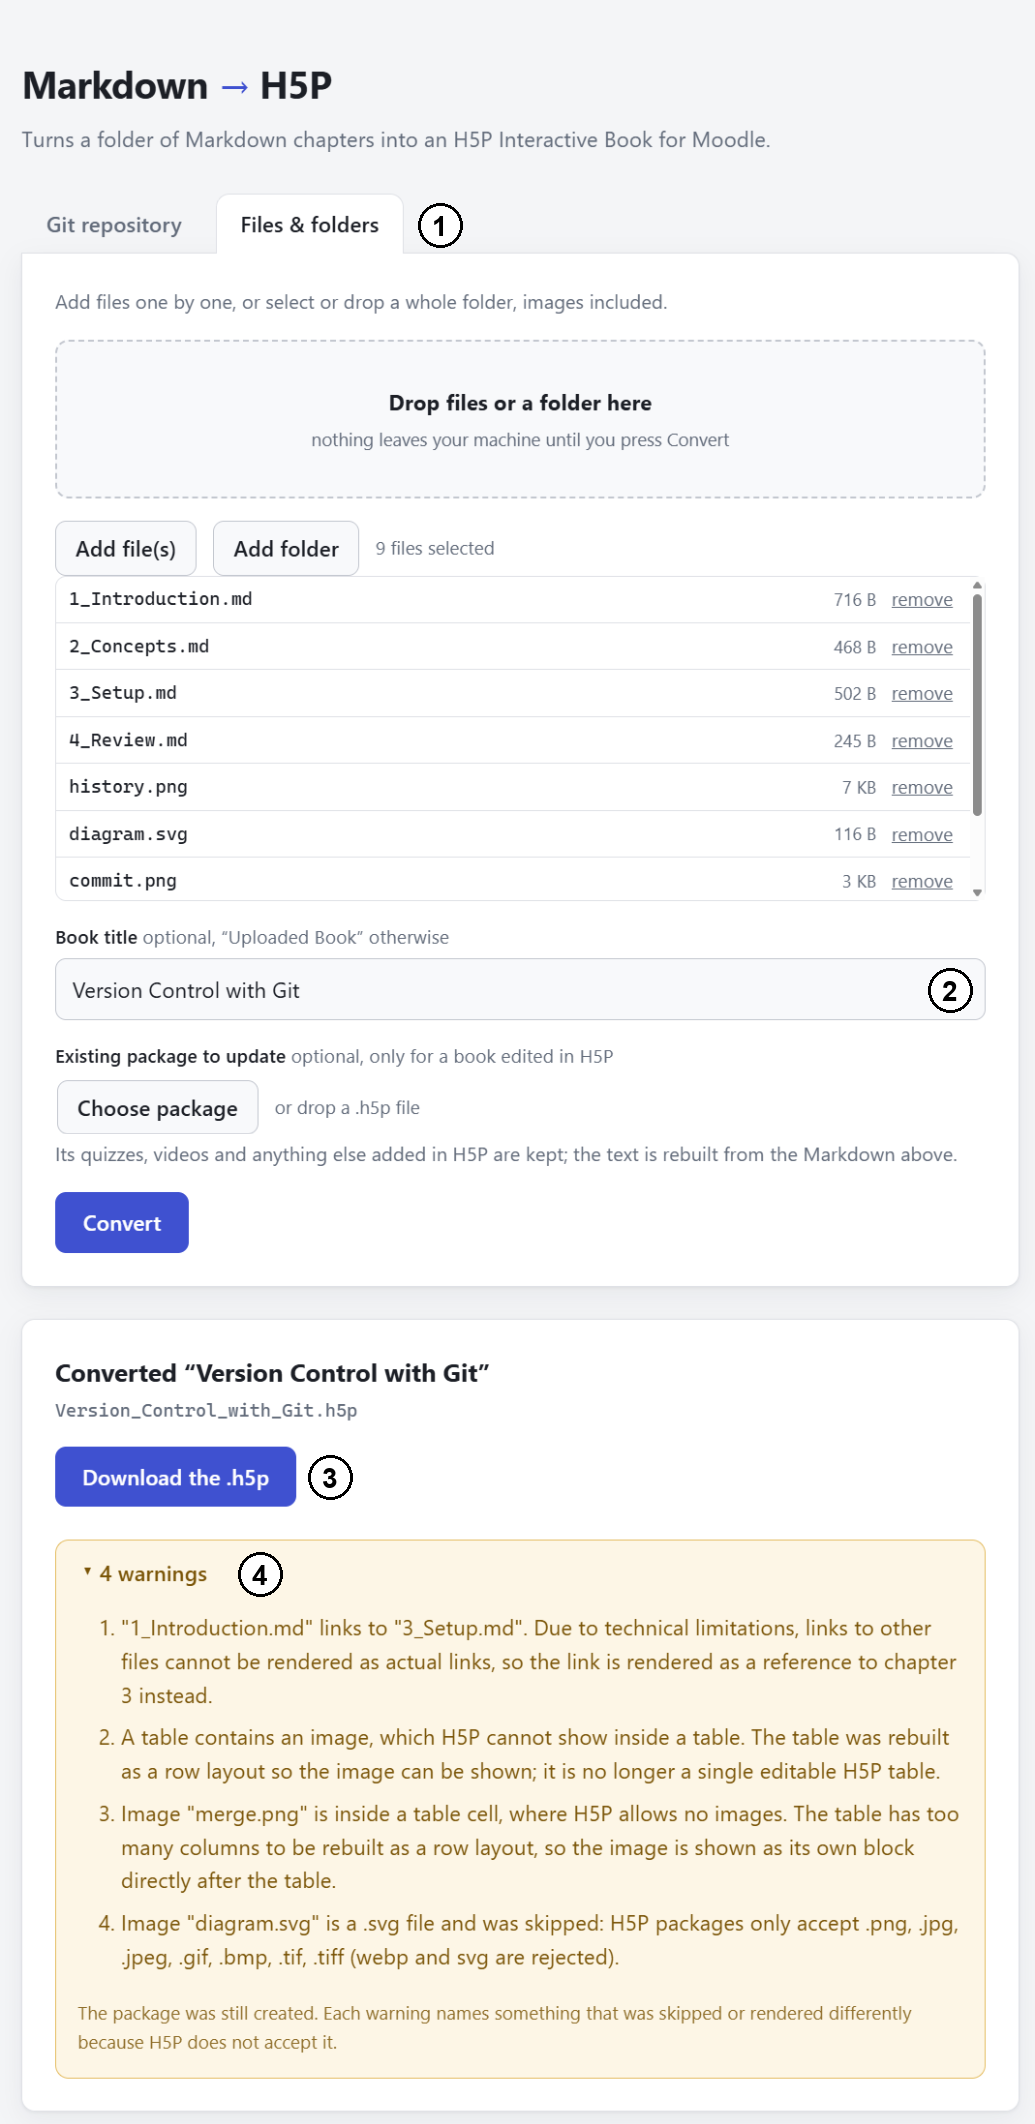 Markdown → H5P
Turns a folder of Markdown chapters into an H5P Interactive Book for Moodle.
Git repository
Files & folders
1
Add files one by one, or select or drop a whole folder, images included.
Drop files or a folder here
nothing leaves your machine until you press Convert
Add file(s)
Add folder
9 files selected
1_Introduction.md 716 B remove
2_Concepts.md 468 B remove
3_Setup.md 502 B remove
4_Review.md 245 B remove
history.png 7 KB remove
diagram.svg 116 B remove
commit.png 3 KB remove
Book title optional, “Uploaded Book” otherwise
Version Control with Git
2
Existing package to update optional, only for a book edited in H5P
Choose package
or drop a .h5p file
Its quizzes, videos and anything else added in H5P are kept; the text is rebuilt from the Markdown above.
Convert
Converted “Version Control with Git”
Version_Control_with_Git.h5p
Download the .h5p
3
▾ 4 warnings
4
1. "1_Introduction.md" links to "3_Setup.md". Due to technical limitations, links to other
files cannot be rendered as actual links, so the link is rendered as a reference to chapter
3 instead.
2. A table contains an image, which H5P cannot show inside a table. The table was rebuilt
as a row layout so the image can be shown; it is no longer a single editable H5P table.
3. Image "merge.png" is inside a table cell, where H5P allows no images. The table has too
many columns to be rebuilt as a row layout, so the image is shown as its own block
directly after the table.
4. Image "diagram.svg" is a .svg file and was skipped: H5P packages only accept .png, .jpg,
.jpeg, .gif, .bmp, .tif, .tiff (webp and svg are rejected).
The package was still created. Each warning names something that was skipped or rendered differently
because H5P does not accept it.